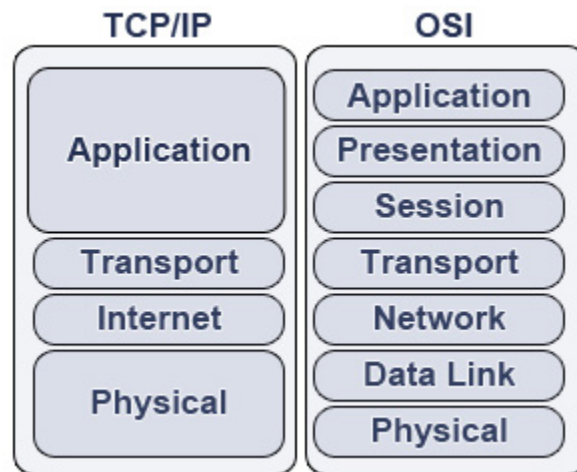 TCP/IP
Application
Transport
Internet
Physical
OSI
Application
Presentation
Session
Transport
Network
Data Link
Physical